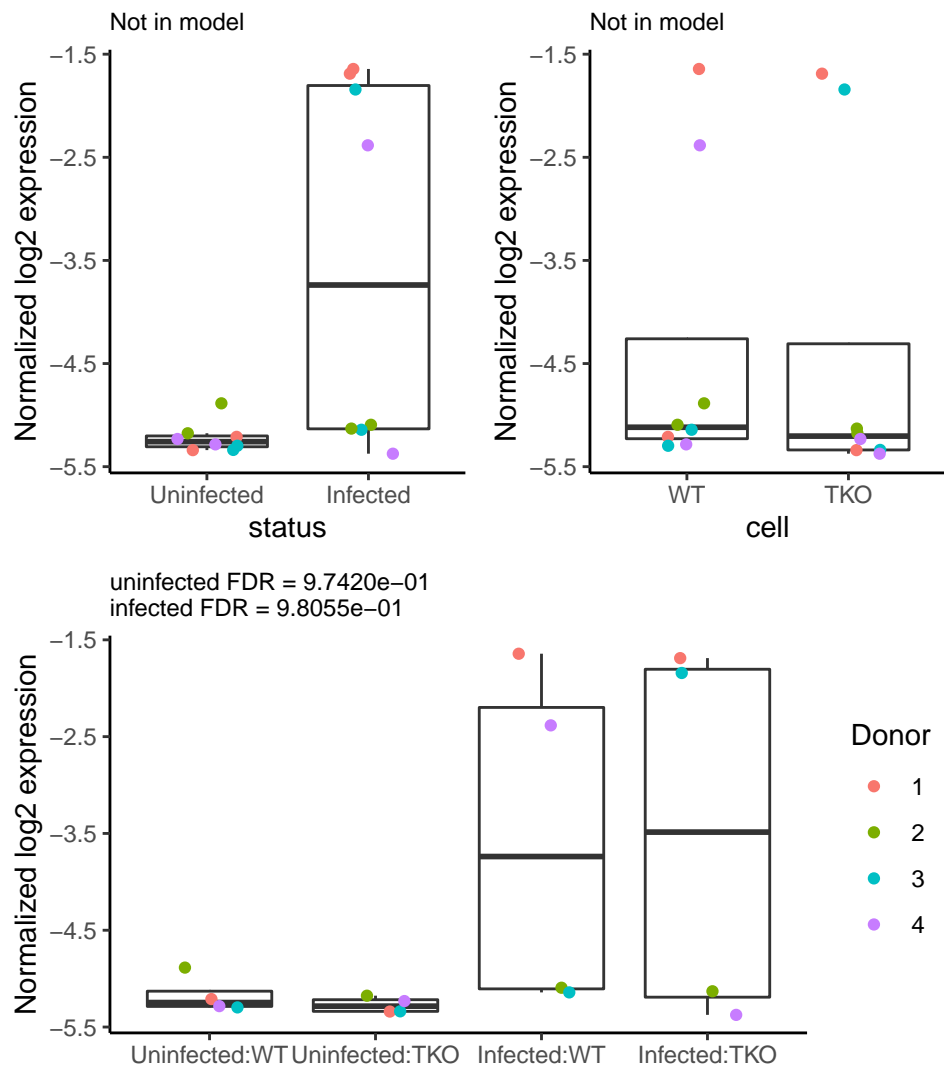 Not in model
Normalized log2 expression
−1.5
−2.5
−3.5
−4.5
−5.5
Uninfected
Infected
status
Not in model
Normalized log2 expression
−1.5
−2.5
−3.5
−4.5
−5.5
WT
TKO
cell
uninfected FDR = 9.7420e−01
infected FDR = 9.8055e−01
Normalized log2 expression
−1.5
−2.5
−3.5
−4.5
−5.5
Uninfected:WT
Uninfected:TKO
Infected:WT
Infected:TKO
Donor
1
2
3
4